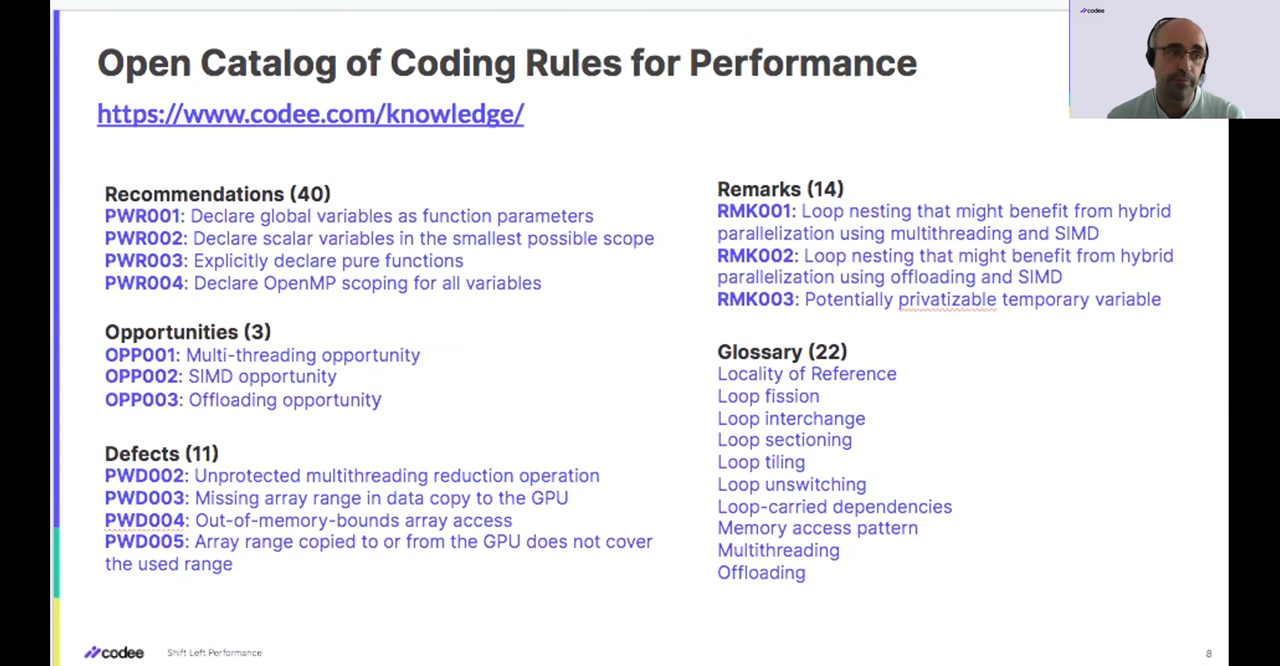 Open Catalog of Coding Rules for Performance
https://www.codee.com/knowledge/
Recommendations (40)
PWR001: Declare global variables as function parameters
PWR002: Declare scalar variables in the smallest possible scope
PWR003: Explicitly declare pure functions
PWR004: Declare OpenMP scoping for all variables
Opportunities (3)
OPP001: Multi-threading opportunity
OPP002: SIMD opportunity
OPP003: Offloading opportunity
Defects (11)
PWD002: Unprotected multithreading reduction operation
PWD003: Missing array range in data copy to the GPU
PWD004: Out-of-memory-bounds array access
PWD005: Array range copied to or from the GPU does not cover
the used range
Remarks (14)
RMK001: Loop nesting that might benefit from hybrid
parallelization using multithreading and SIMD
RMK002: Loop nesting that might benefit from hybrid
parallelization using offloading and SIMD
RMK003: Potentially privatizable temporary variable
Glossary (22)
Locality of Reference
Loop fission
Loop interchange
Loop sectioning
Loop tiling
Loop unswitching
Loop-carried dependencies
Memory access pattern
Multithreading
Offloading
codee
Shift Left Performance
8
codee